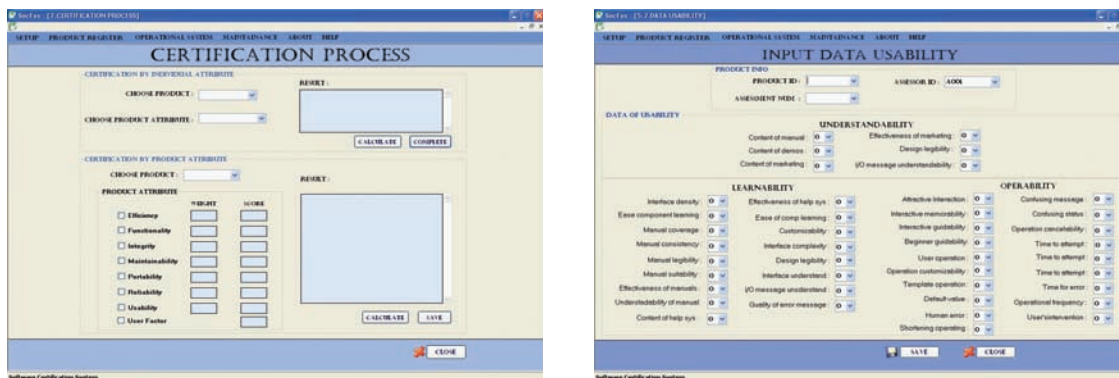 SocFas - [7.CERTIFICATION PROCESS]
SETUP PRODUCT REGISTER OPERATIONAL SYSTEM MAINTAINANCE ABOUT HELP
CERTIFICATION PROCESS
CERTIFICATION BY INDIVIDUAL ATTRIBUTE
CHOOSE PRODUCT :
RESULT :
CHOOSE PRODUCT ATTRIBUTE :
CALCULATE COMPLETE
CERTIFICATION BY PRODUCT ATTRIBUTE
CHOOSE PRODUCT :
RESULT :
PRODUCT ATTRIBUTE
WEIGHT SCORE
Efficiency
Functionality
Integrity
Maintainability
Portability
Reliability
Usability
User Factor
CALCULATE SAVE
CLOSE
Software Certification System
[5.7.DATA USABILITY]
SETUP PRODUCT REGISTER OPERATIONAL SYSTEM MAINTAINANCE ABOUT HELP
INPUT DATA USABILITY
PRODUCT INFO
PRODUCT ID : ASSESSOR ID : A001
ASSESSMENT NUM :
DATA OF USABILITY
UNDERSTANDABILITY
Content of manual : 0 Effectiveness of marketing : 0
Content of demos : 0 Design legibility : 0
Content of marketing : 0 I/O message understandability : 0
LEARNABILITY
Interface density : 0 Effectiveness of help sys : 0
Ease component learning : 0 Ease of comp learning : 0
Manual coverage : 0 Customizability : 0
Manual consistency : 0 Interface complexity : 0
Manual legibility : 0 Design legibility : 0
Manual suitability : 0 Interface understand : 0
Effectiveness of manuals : 0 I/O message understand : 0
Understedability of manual : 0 Quality of error message : 0
Content of help sys : 0
OPERABILITY
Attractive Interaction : 0 Confusing message : 0
Interactive memorability : 0 Confusing status : 0
Interactive guidability : 0 Operation cancelability : 0
Beginner guidability : 0 Time to attempt : 0
User operation : 0 Time to attempt : 0
Operation customizability : 0 Time to attempt : 0
Template operation : 0 Time for error : 0
Default value : 0 Operational frequency : 0
Human error : 0 User'sintervention : 0
Shortening operating : 0
SAVE CLOSE
Software Certification System